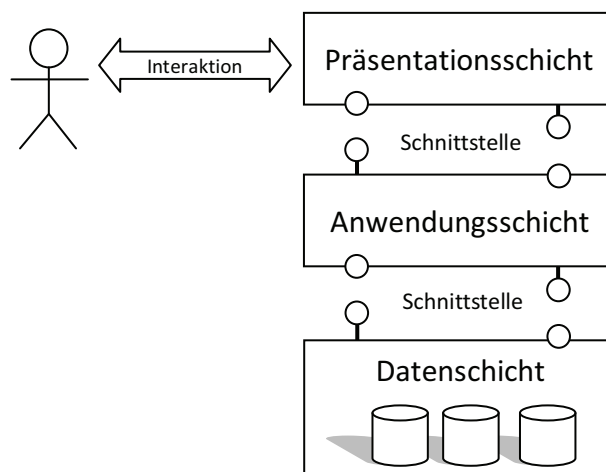 Interaktion
Präsentationsschicht
Schnittstelle
Anwendungsschicht
Schnittstelle
Datenschicht